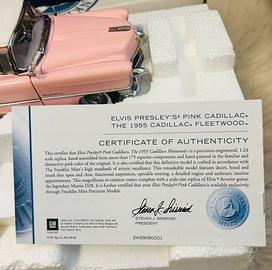 ELVIS PRESLEY'S® PINK CADILLAC®
THE 1955 CADILLAC® FLEETWOOD™
CERTIFICATE OF AUTHENTICITY
This certifies that Elvis Presley® Pink Cadillac, The 1955 Cadillac® Fleetwood—is a precision-engineered, 1:24
scale replica, hand-assembled from more than 175 separate components and hand-painted in the familiar and
distinctive pink color of the original. It is also certified that this definitive model is crafted in accordance with
The Franklin Mint's high standards of artistic excellence. This remarkable model features doors, hood and
trunk that open and close, functional suspension, operable steering, a detailed engine and authentic interior
appointments. This magnificent re-creation comes complete with a scale-size replica of Elvis'® favorite guitar,
the legendary Martin D28. It is further certified that your Elvis Presley® Pink Cadillac® is available exclusively
through Franklin Mint Precision Models.
STEVEN J. SISSKIND
PRESIDENT
ZKS9090001